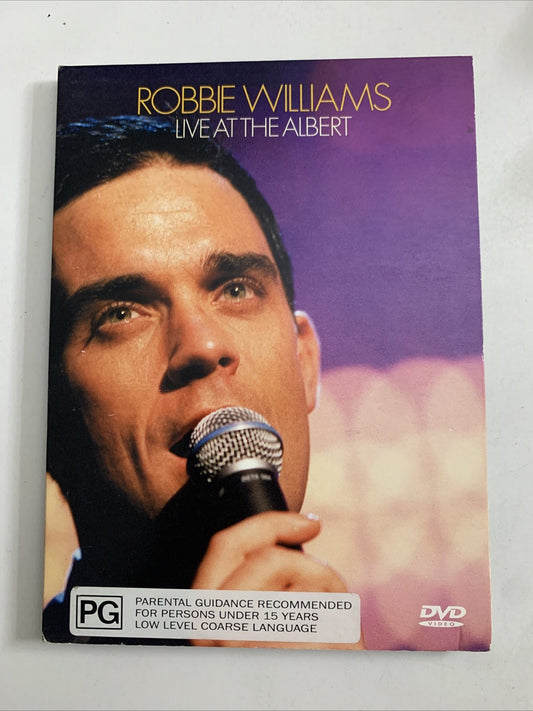 ROBBIE WILLIAMS
LIVE AT THE ALBERT
PG
PARENTAL GUIDANCE RECOMMENDED
FOR PERSONS UNDER 15 YEARS
LOW LEVEL COARSE LANGUAGE
DVD
VIDEO